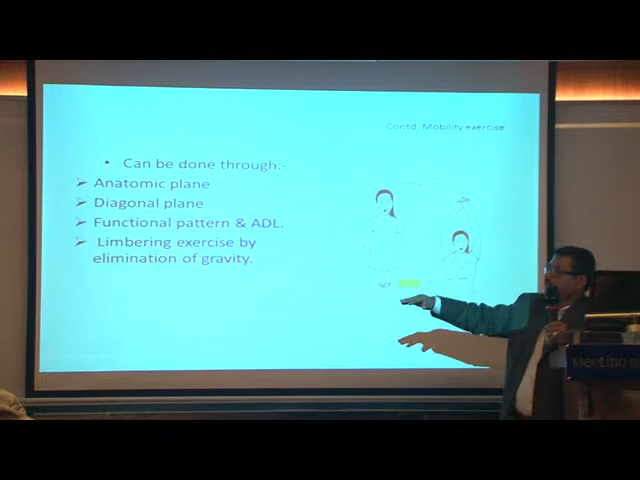 Contd. Mobility exercise
• Can be done through:-
➢ Anatomic plane
➢ Diagonal plane
➢ Functional pattern & ADL.
➢ Limbering exercise by
elimination of gravity.